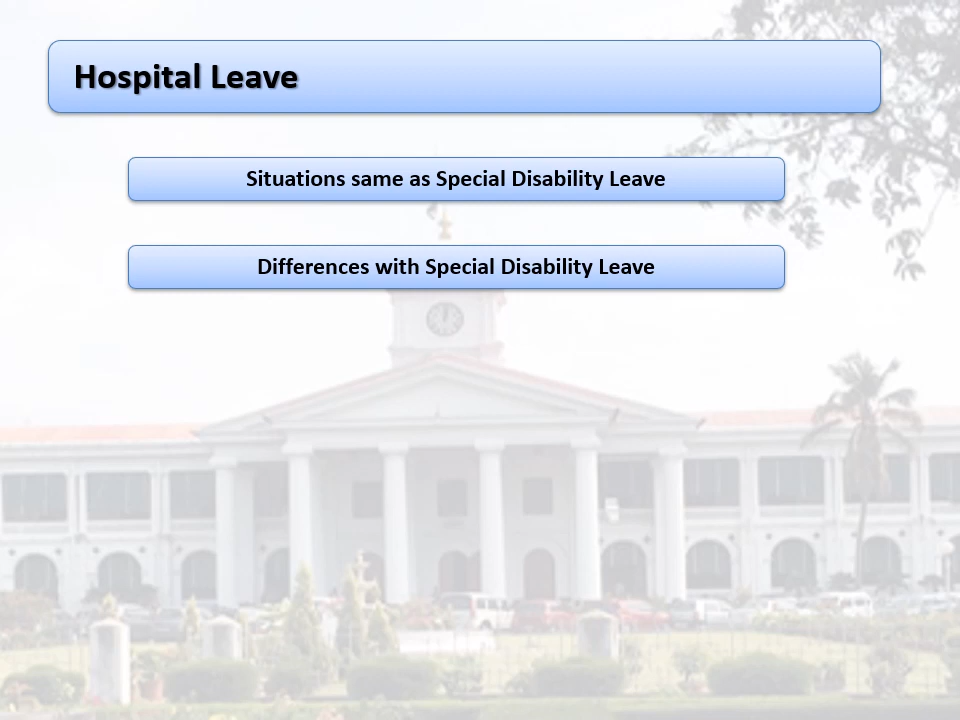 Hospital Leave
Situations same as Special Disability Leave
Differences with Special Disability Leave